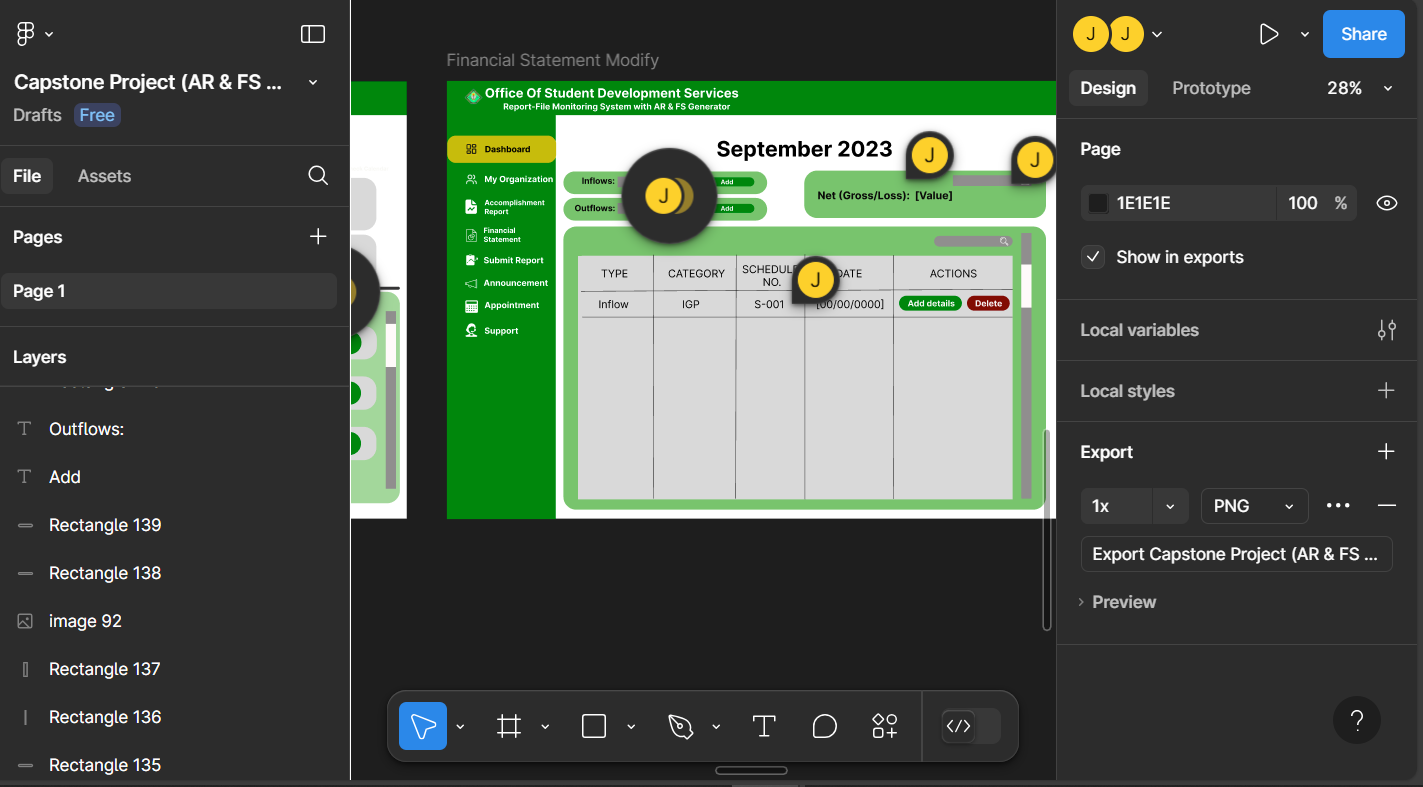 J J
Share
Capstone Project (AR & FS ...
Drafts Free
File Assets
Pages
Page 1
Layers
Outflows:
Add
Rectangle 139
Rectangle 138
image 92
Rectangle 137
Rectangle 136
Rectangle 135
Financial Statement Modify
Office Of Student Development Services
Report-File Monitoring System with AR & FS Generator
Dashboard
My Organization
Accomplishment
Report
Financial
Statement
Submit Report
Announcement
Appointment
Support
September 2023
J
J
Inflows: Add
J
Outflows: Add
Net (Gross/Loss): [Value]
TYPE CATEGORY SCHEDULE NO. DATE ACTIONS
J
Inflow IGP S-001 [00/00/0000] Add details Delete
Design Prototype 28%
Page
1E1E1E 100 %
Show in exports
Local variables
Local styles
Export
1x PNG
Export Capstone Project (AR & FS ...
Preview
?